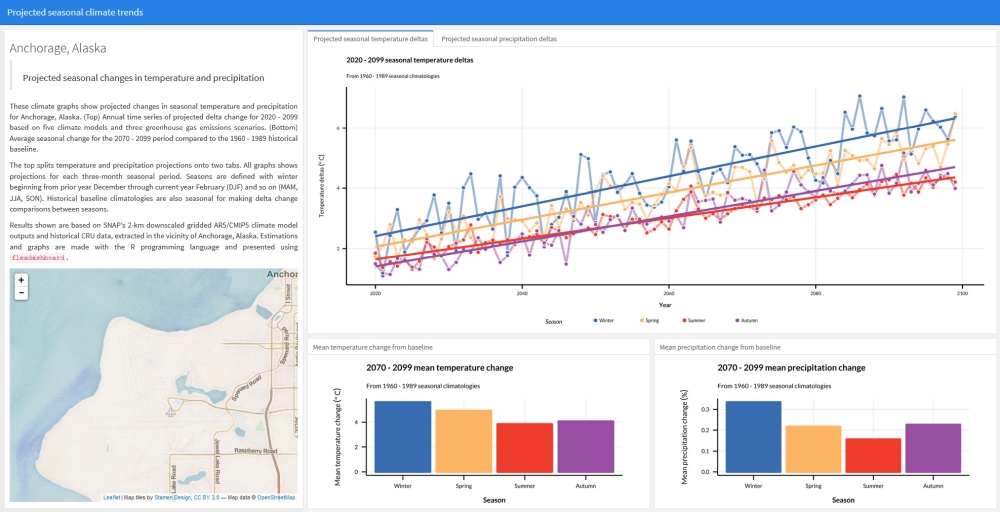 Projected seasonal climate trends
Anchorage, Alaska
Projected seasonal changes in temperature and precipitation
These climate graphs show projected changes in seasonal temperature and precipitation
for Anchorage, Alaska. (Top) Annual time series of projected delta change for 2020 - 2099
based on five climate models and three greenhouse gas emissions scenarios. (Bottom)
Average seasonal change for the 2070 - 2099 period compared to the 1960 - 1989 historical
baseline.
The top splits temperature and precipitation projections onto two tabs. All graphs shows
projections for each three-month seasonal period. Seasons are defined with winter
beginning from prior year December through current year February (DJF) and so on (MAM,
JJA, SON). Historical baseline climatologies are also seasonal for making delta change
comparisons between seasons.
Results shown are based on SNAP's 2-km downscaled gridded AR5/CMIP5 climate model
outputs and historical CRU data, extracted in the vicinity of Anchorage, Alaska. Estimations
and graphs are made with the R programming language and presented using
flexdashboard.
+
−
Anchor
I Street
Spenard Road
Spenard Road
Raspberry Road
Jewel Lake Road
Lake Road
Leaflet | Map tiles by Stamen Design, CC BY 3.0 — Map data © OpenStreetMap
Projected seasonal temperature deltas
Projected seasonal precipitation deltas
2020 - 2099 seasonal temperature deltas
From 1960 - 1989 seasonal climatologies
Temperature deltas (°C)
6
4
2
2020
2040
2060
2080
2100
Year
Season
Winter
Spring
Summer
Autumn
Mean temperature change from baseline
2070 - 2099 mean temperature change
From 1960 - 1989 seasonal climatologies
Mean temperature change (°C)
4
2
0
Winter
Spring
Summer
Autumn
Season
Mean precipitation change from baseline
2070 - 2099 mean precipitation change
From 1960 - 1989 seasonal climatologies
Mean precipitation change (%)
0.3
0.2
0.1
0.0
Winter
Spring
Summer
Autumn
Season